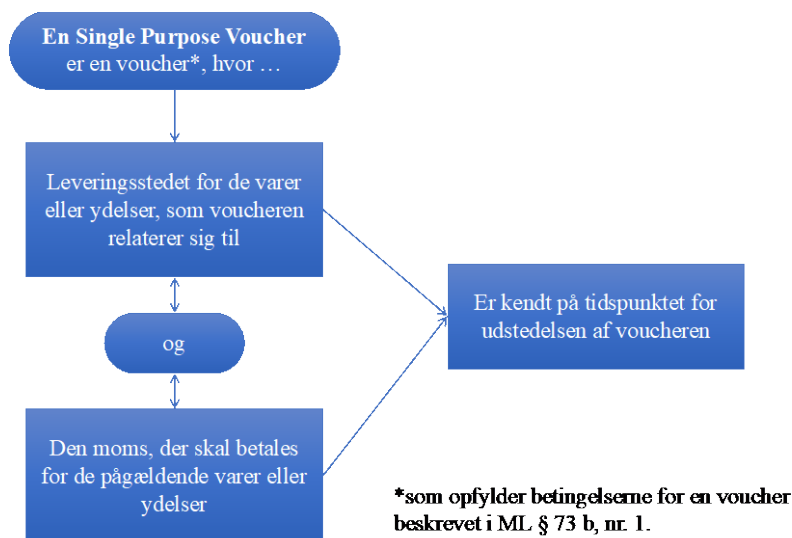 En Single Purpose Voucher
er en voucher*, hvor …
Leveringsstedet for de varer
eller ydelser, som voucheren
relaterer sig til
og
Den moms, der skal betales
for de pågældende varer eller
ydelser
Er kendt på tidspunktet for
udstedelsen af voucheren
*som opfylder betingelserne for en voucher
beskrevet i ML § 73 b, nr. 1.